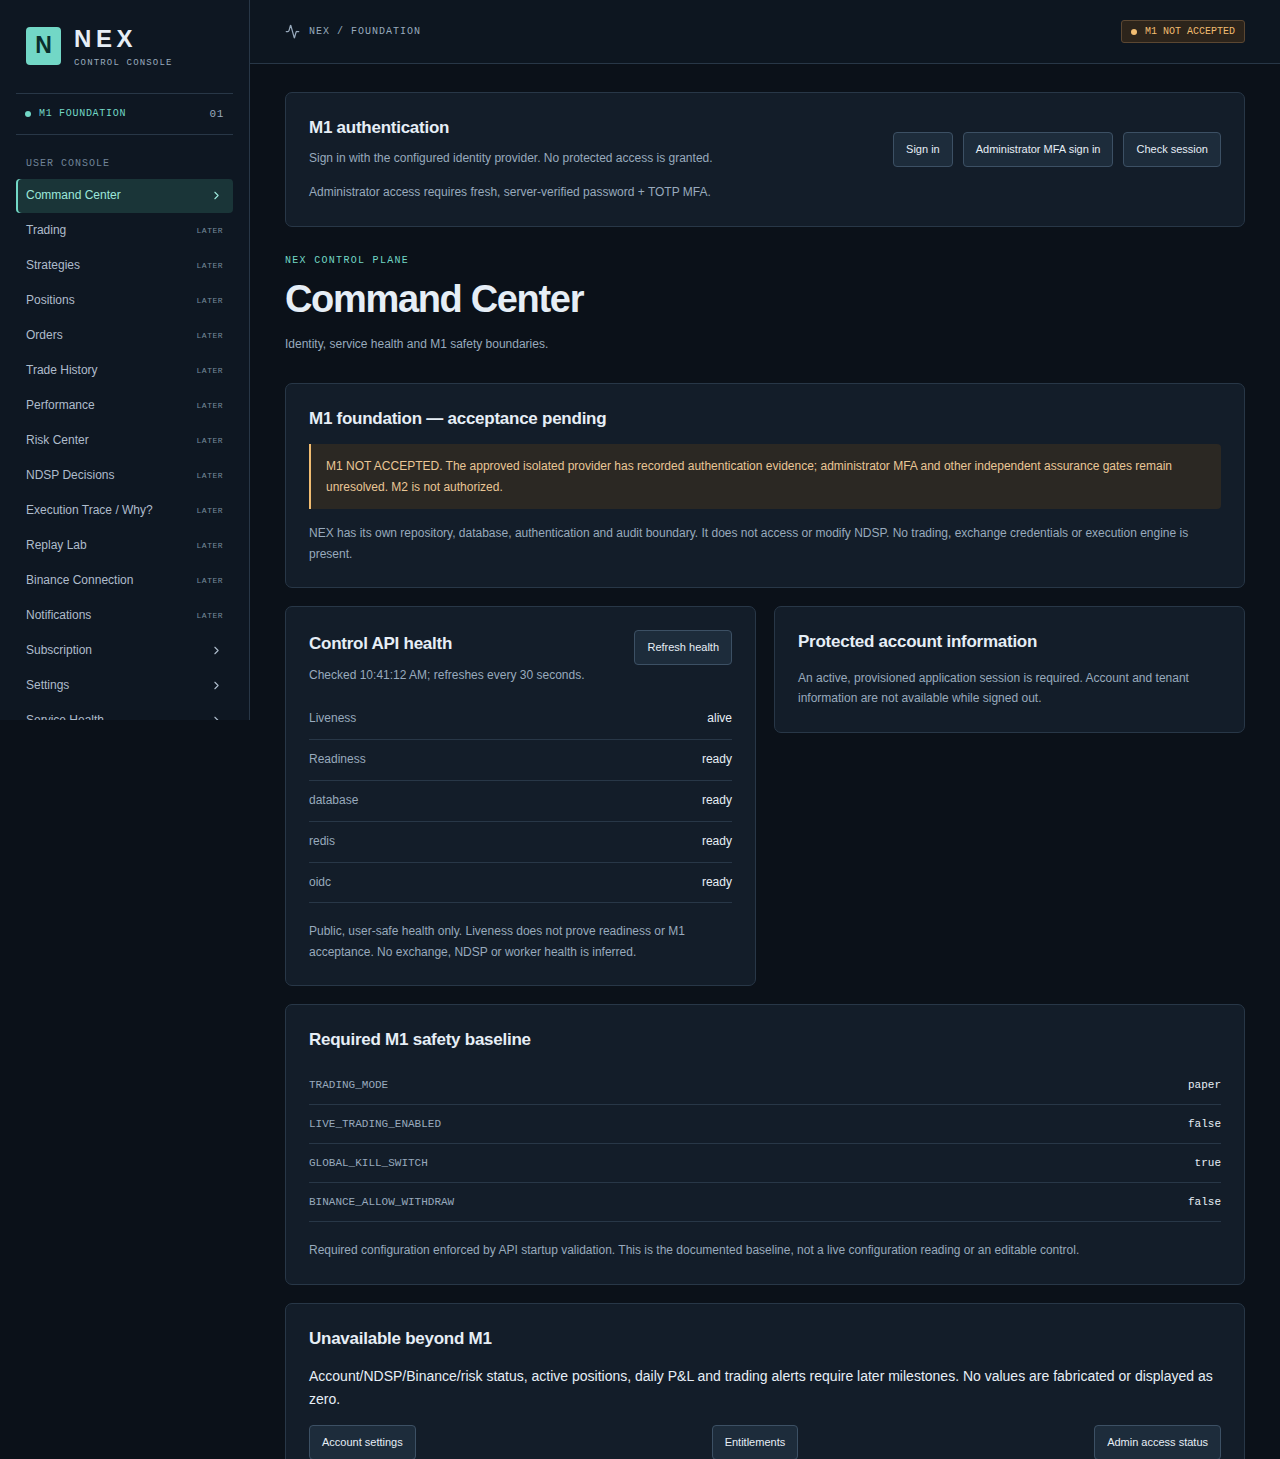 N
NEX
CONTROL CONSOLE
M1 FOUNDATION 01
USER CONSOLE
Command Center
Trading LATER
Strategies LATER
Positions LATER
Orders LATER
Trade History LATER
Performance LATER
Risk Center LATER
NDSP Decisions LATER
Execution Trace / Why? LATER
Replay Lab LATER
Binance Connection LATER
Notifications LATER
Subscription
Settings
Service Health
NEX / FOUNDATION
M1 NOT ACCEPTED
M1 authentication
Sign in with the configured identity provider. No protected access is granted.
Administrator access requires fresh, server-verified password + TOTP MFA.
Sign in
Administrator MFA sign in
Check session
NEX CONTROL PLANE
Command Center
Identity, service health and M1 safety boundaries.
M1 foundation — acceptance pending
M1 NOT ACCEPTED. The approved isolated provider has recorded authentication evidence; administrator MFA and other independent assurance gates remain
unresolved. M2 is not authorized.
NEX has its own repository, database, authentication and audit boundary. It does not access or modify NDSP. No trading, exchange credentials or execution engine is
present.
Control API health
Refresh health
Checked 10:41:12 AM; refreshes every 30 seconds.
Liveness alive
Readiness ready
database ready
redis ready
oidc ready
Public, user-safe health only. Liveness does not prove readiness or M1
acceptance. No exchange, NDSP or worker health is inferred.
Protected account information
An active, provisioned application session is required. Account and tenant
information are not available while signed out.
Required M1 safety baseline
TRADING_MODE paper
LIVE_TRADING_ENABLED false
GLOBAL_KILL_SWITCH true
BINANCE_ALLOW_WITHDRAW false
Required configuration enforced by API startup validation. This is the documented baseline, not a live configuration reading or an editable control.
Unavailable beyond M1
Account/NDSP/Binance/risk status, active positions, daily P&L and trading alerts require later milestones. No values are fabricated or displayed as
zero.
Account settings
Entitlements
Admin access status